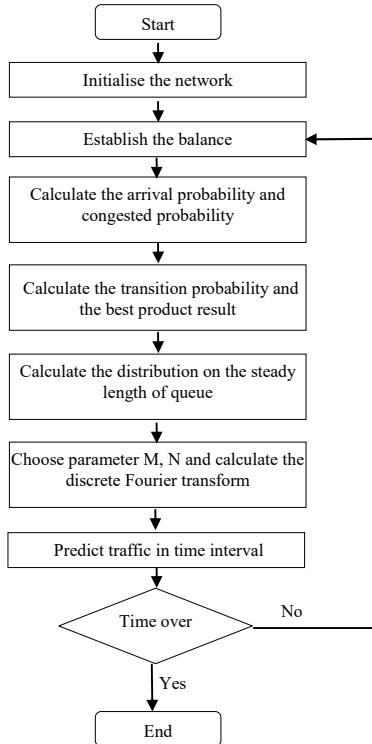 Start
Initialise the network
Establish the balance
Calculate the arrival probability and
congested probability
Calculate the transition probability and
the best product result
Calculate the distribution on the steady
length of queue
Choose parameter M, N and calculate the
discrete Fourier transform
Predict traffic in time interval
Time over
No
Yes
End